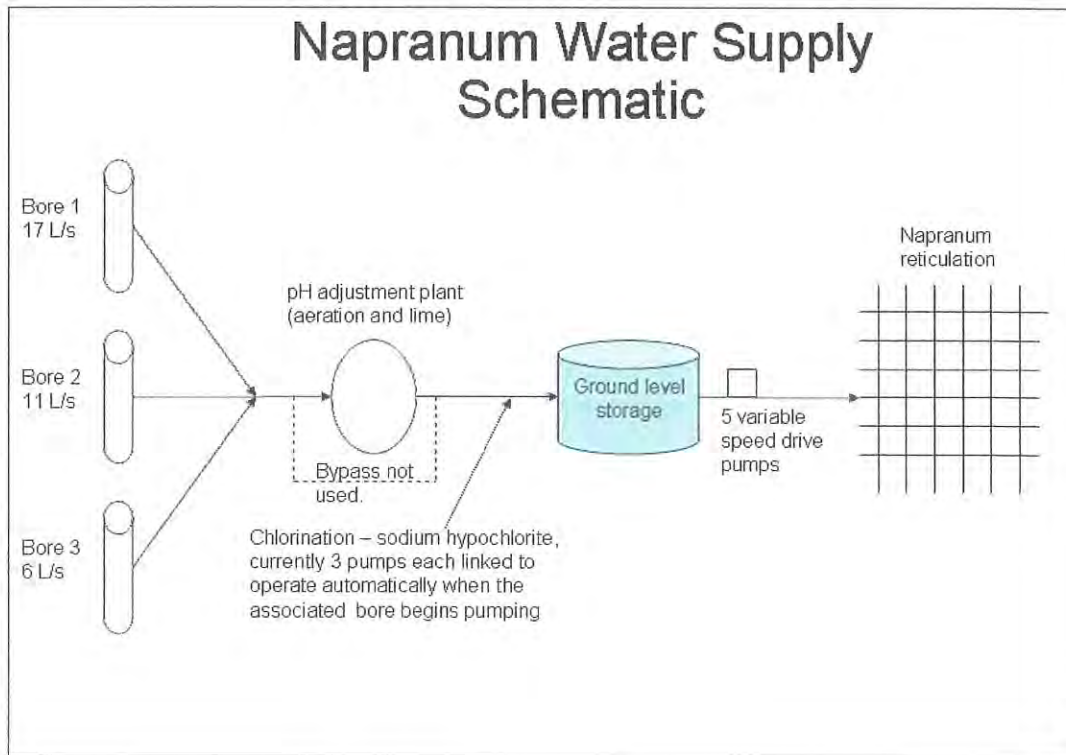 Napranum Water Supply
Schematic
Bore 1
17 L/s
Napranum
reticulation
pH adjustment plant
(aeration and lime)
Bore 2
11 L/s
Ground level
storage
5 variable
speed drive
pumps
Bypass not
used.
Chlorination – sodium hypochlorite,
currently 3 pumps each linked to
operate automatically when the
associated bore begins pumping
Bore 3
6 L/s